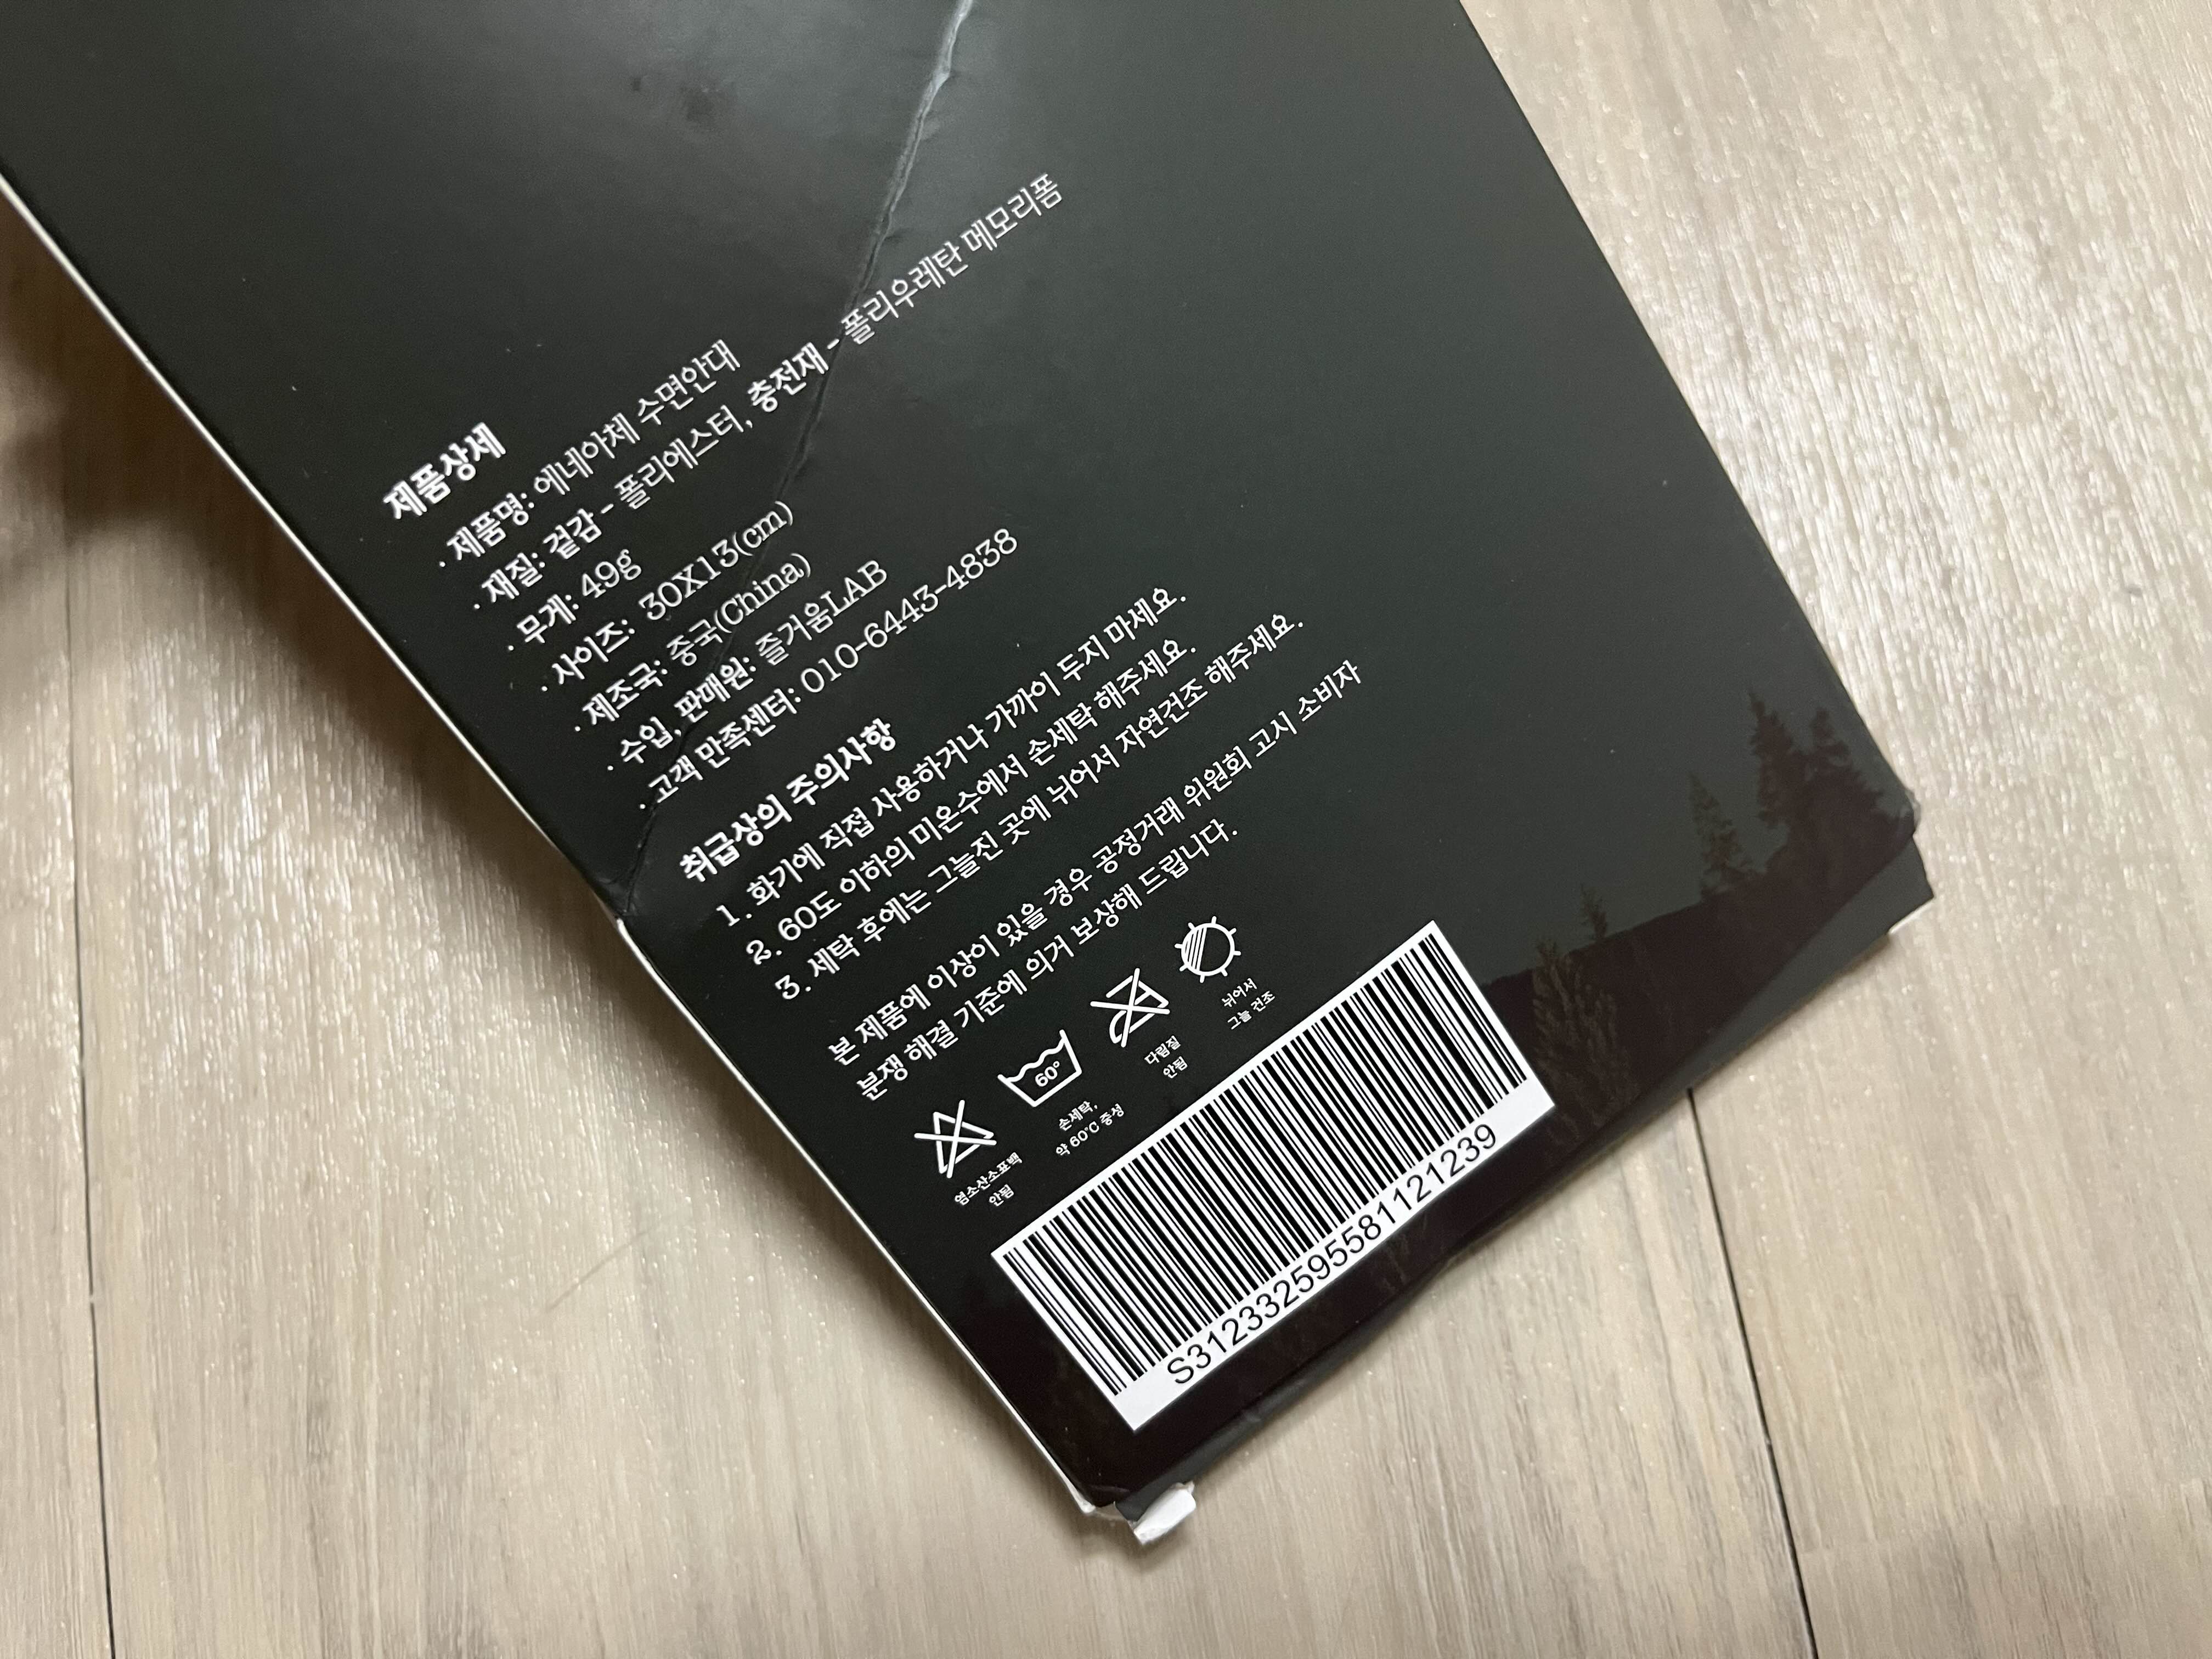 제품상세
· 제품명: 에네아체 수면안대
· 재질: 겉감 - 폴리에스터, 충전재 - 폴리우레탄 메모리폼
· 무게: 49g
· 사이즈: 30X13(cm)
· 제조국: 중국(China)
· 수입, 판매원: 즐거움LAB
· 고객 만족센터: 010-6443-4838
취급상의 주의사항
1. 화기에 직접 사용하거나 가까이 두지 마세요.
2. 60도 이하의 미온수에서 손세탁 해주세요.
3. 세탁 후에는 그늘진 곳에 뉘어서 자연건조 해주세요.
본 제품에 이상이 있을 경우 공정거래 위원회 고시 소비자
분쟁 해결 기준에 의거 보상해 드립니다.
염소산소표백
안됨
60°
손세탁,
약 60℃ 중성
다림질
안됨
뉘어서
그늘 건조
S312332595581121239